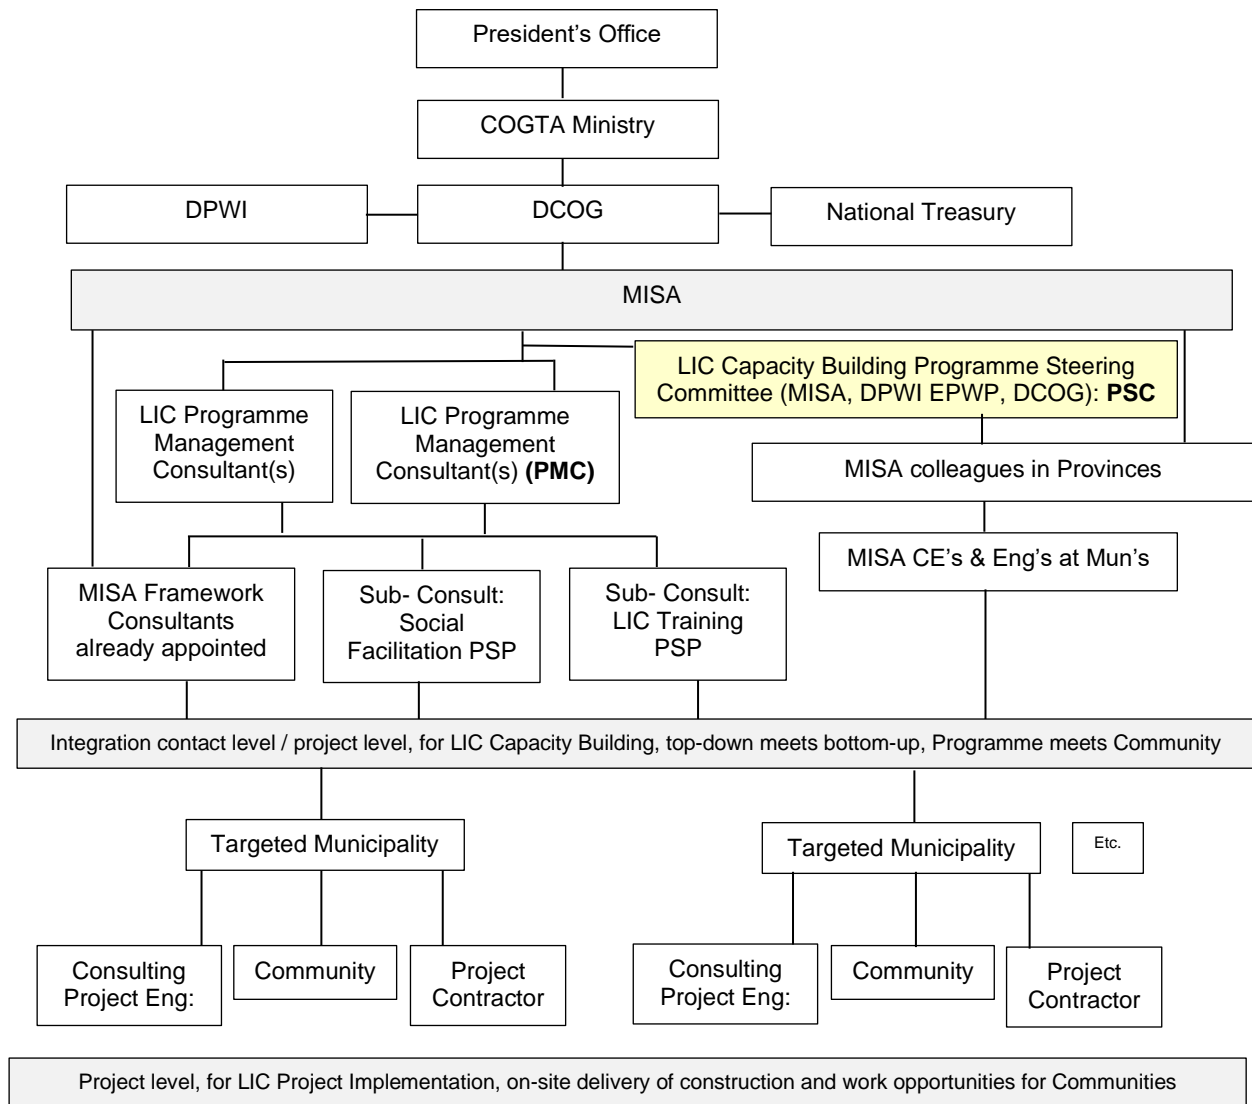 President's Office
COGTA Ministry
DPWI
DCOG
National Treasury
MISA
LIC Capacity Building Programme Steering
Committee (MISA, DPWI EPWP, DCOG): PSC
LIC Programme
Management
Consultant(s)
LIC Programme
Management
Consultant(s) (PMC)
MISA colleagues in Provinces
MISA CE's & Eng's at Mun's
MISA Framework
Consultants
already appointed
Sub- Consult:
Social
Facilitation PSP
Sub- Consult:
LIC Training
PSP
Integration contact level / project level, for LIC Capacity Building, top-down meets bottom-up, Programme meets Community
Targeted Municipality
Targeted Municipality
Etc.
Consulting
Project Eng:
Community
Project
Contractor
Consulting
Project Eng:
Community
Project
Contractor
Project level, for LIC Project Implementation, on-site delivery of construction and work opportunities for Communities